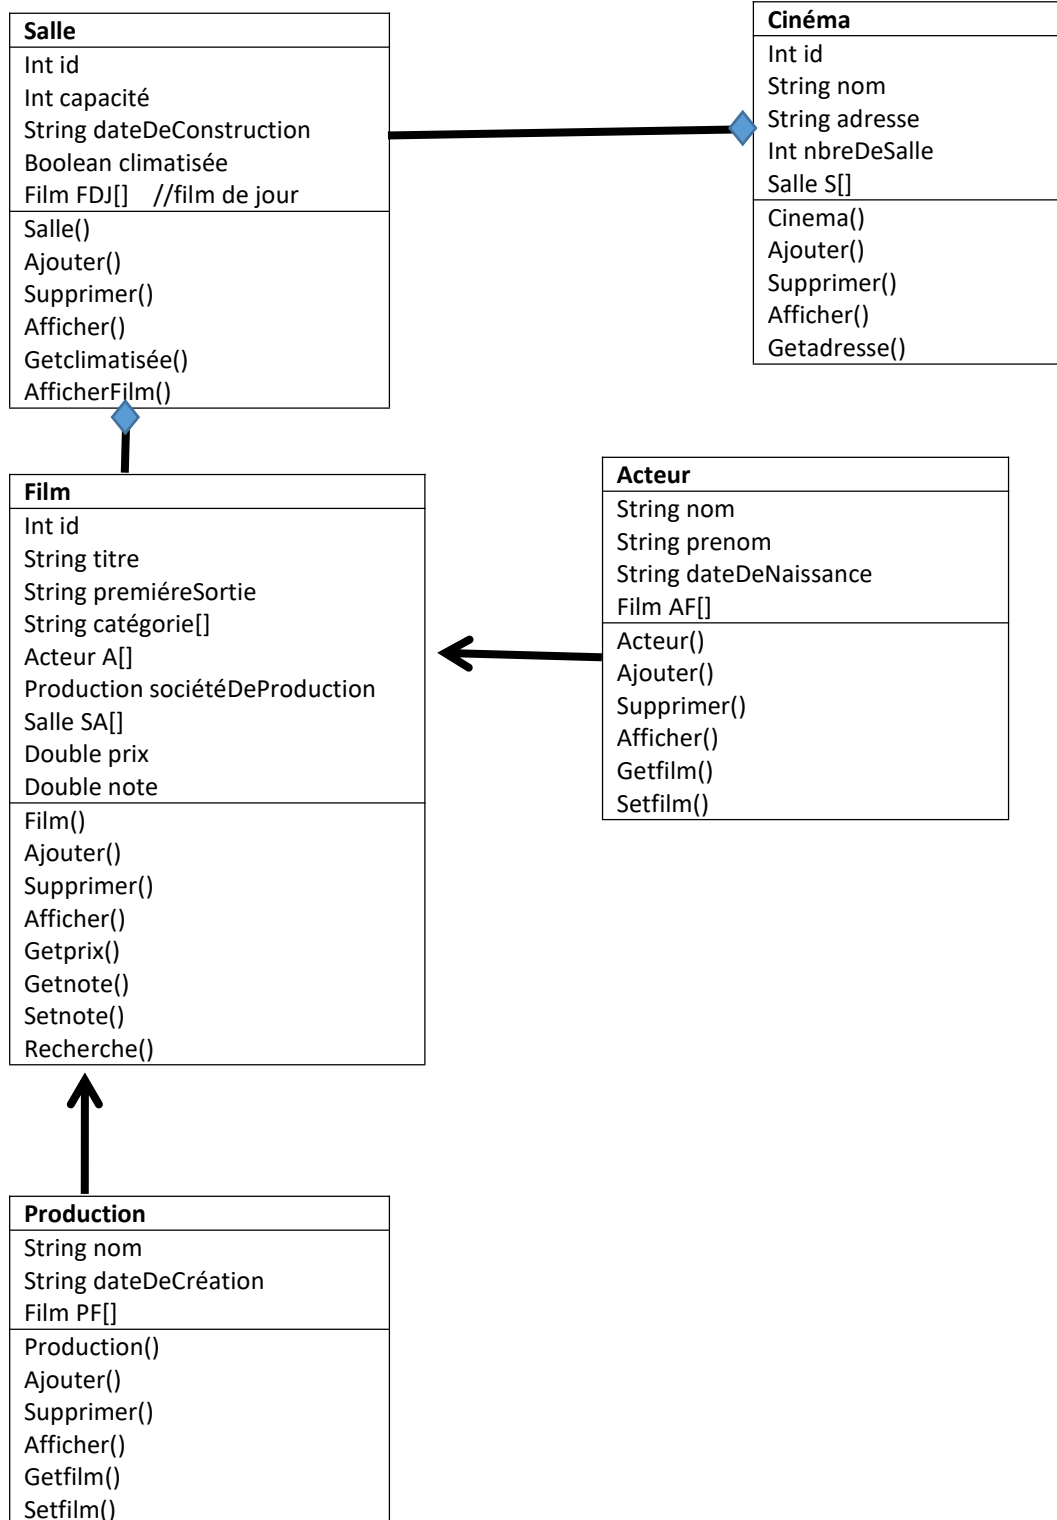 Salle
Int id
Int capacité
String dateDeConstruction
Boolean climatisée
Film FDJ[] //film de jour
Salle()
Ajouter()
Supprimer()
Afficher()
Getclimatisée()
AfficherFilm()
Cinéma
Int id
String nom
String adresse
Int nbreDeSalle
Salle S[]
Cinema()
Ajouter()
Supprimer()
Afficher()
Getadresse()
Film
Int id
String titre
String premiéreSortie
String catégorie[]
Acteur A[]
Production sociétéDeProduction
Salle SA[]
Double prix
Double note
Film()
Ajouter()
Supprimer()
Afficher()
Getprix()
Getnote()
Setnote()
Recherche()
Acteur
String nom
String prenom
String dateDeNaissance
Film AF[]
Acteur()
Ajouter()
Supprimer()
Afficher()
Getfilm()
Setfilm()
Production
String nom
String dateDeCréation
Film PF[]
Production()
Ajouter()
Supprimer()
Afficher()
Getfilm()
Setfilm()